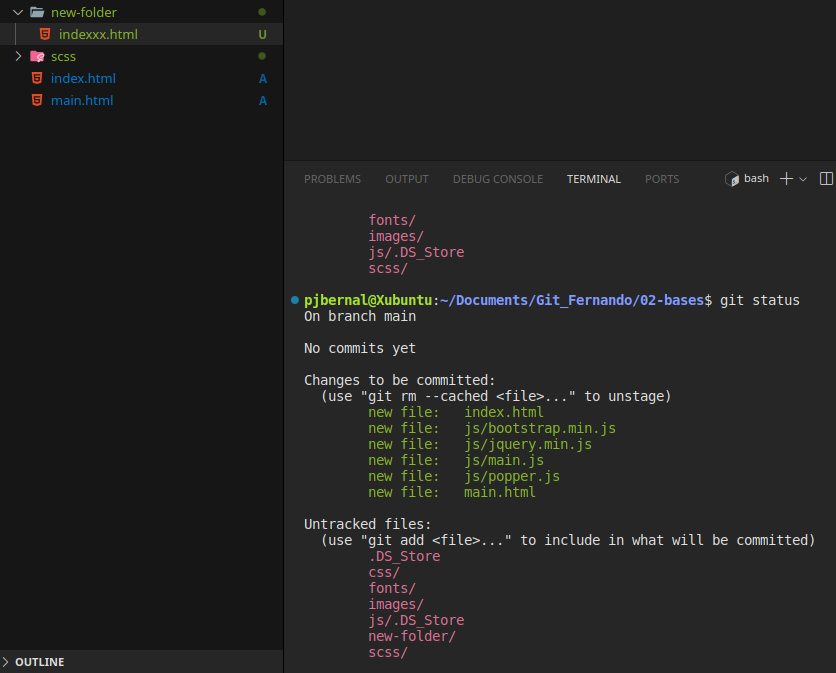 new-folder
indexxx.html U
scss
index.html A
main.html A
OUTLINE
PROBLEMS OUTPUT DEBUG CONSOLE TERMINAL PORTS bash
fonts/
images/
js/.DS_Store
scss/
pjbernal@Xubuntu:~/Documents/Git_Fernando/02-bases$ git status
On branch main
No commits yet
Changes to be committed:
(use "git rm --cached <file>..." to unstage)
new file: index.html
new file: js/bootstrap.min.js
new file: js/jquery.min.js
new file: js/main.js
new file: js/popper.js
new file: main.html
Untracked files:
(use "git add <file>..." to include in what will be committed)
.DS_Store
css/
fonts/
images/
js/.DS_Store
new-folder/
scss/